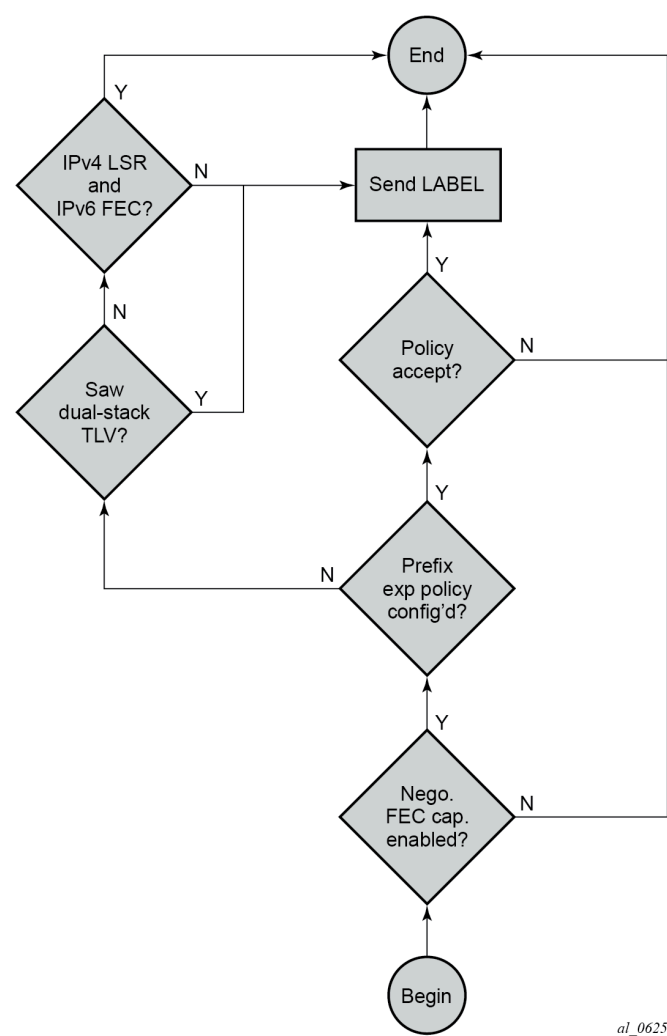 End
Y
IPv4 LSR
and
IPv6 FEC?
N
Send LABEL
Y
N
Policy
accept?
N
Saw
dual-stack
TLV?
Y
Y
N
Prefix
exp policy
config'd?
Y
Nego.
FEC cap.
enabled?
N
Begin
al_0625